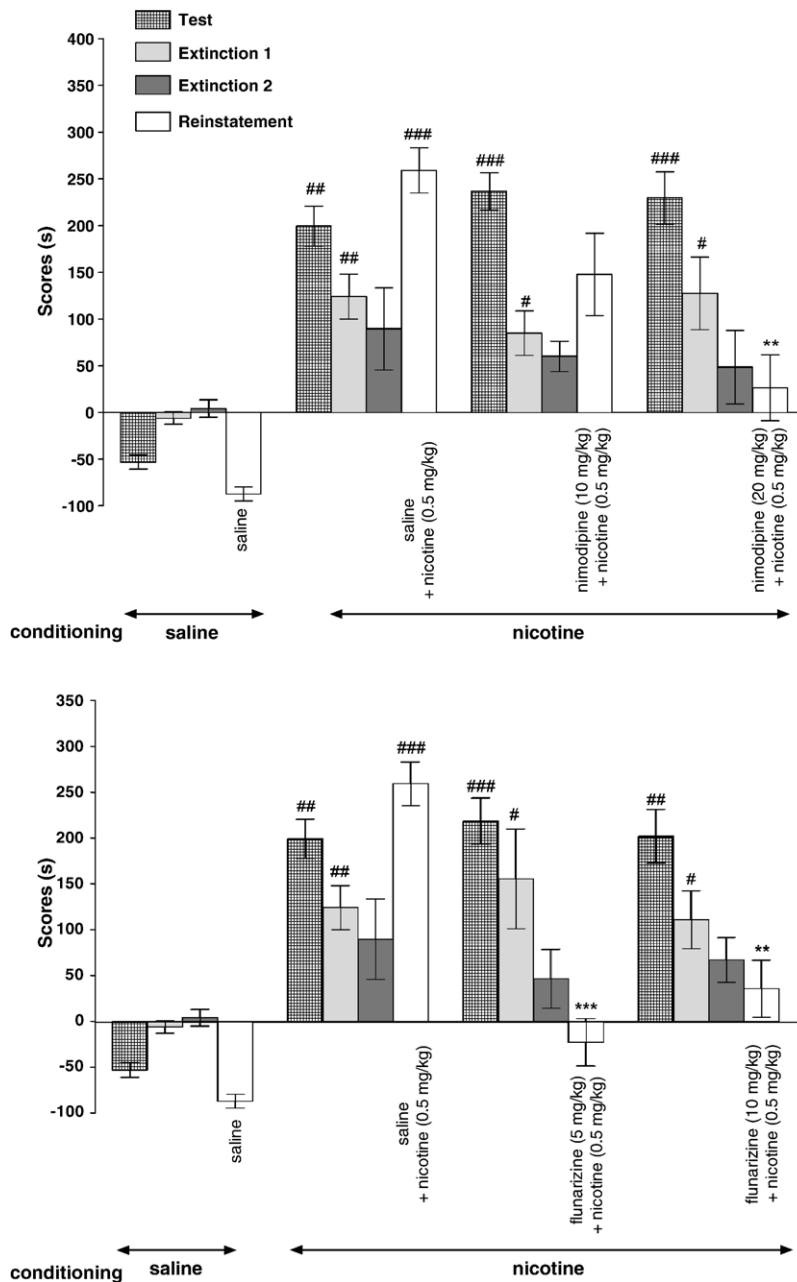 Test
Extinction 1
Extinction 2
Reinstatement
400
350
300
250
200
150
100
50
0
-50
-100
Scores (s)
##
##
###
###
#
###
#
**
saline
saline
+ nicotine (0.5 mg/kg)
nimodipine (10 mg/kg)
+ nicotine (0.5 mg/kg)
nimodipine (20 mg/kg)
+ nicotine (0.5 mg/kg)
conditioning saline nicotine
350
300
250
200
150
100
50
0
-50
-100
Scores (s)
##
##
###
###
#
***
##
#
**
saline
saline
+ nicotine (0.5 mg/kg)
flunarizine (5 mg/kg)
+ nicotine (0.5 mg/kg)
flunarizine (10 mg/kg)
+ nicotine (0.5 mg/kg)
conditioning saline nicotine